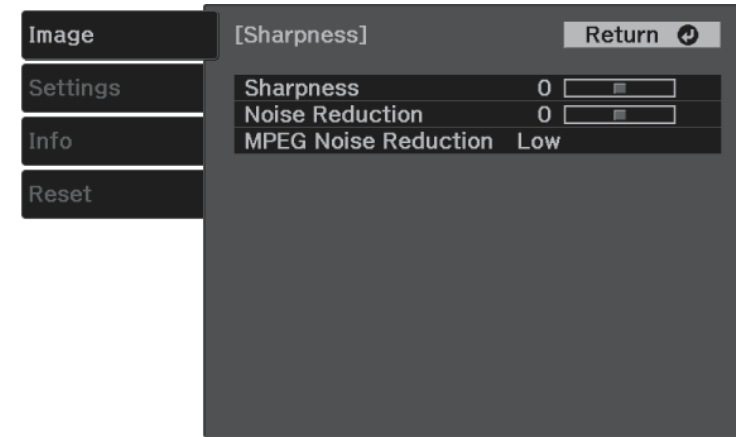 Image
Settings
Info
Reset
[Sharpness]
Return
Sharpness 0
Noise Reduction 0
MPEG Noise Reduction Low